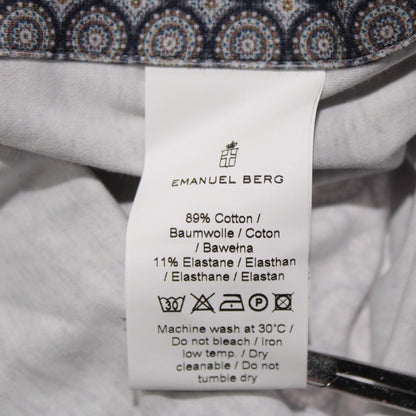 EMANUEL BERG
89% Cotton /
Baumwolle / Coton
/ Bawełna
11% Elastane / Elasthan
/ Elasthane / Elastan
30 P
Machine wash at 30°C /
Do not bleach / Iron
low temp. / Dry
cleanable / Do not
tumble dry